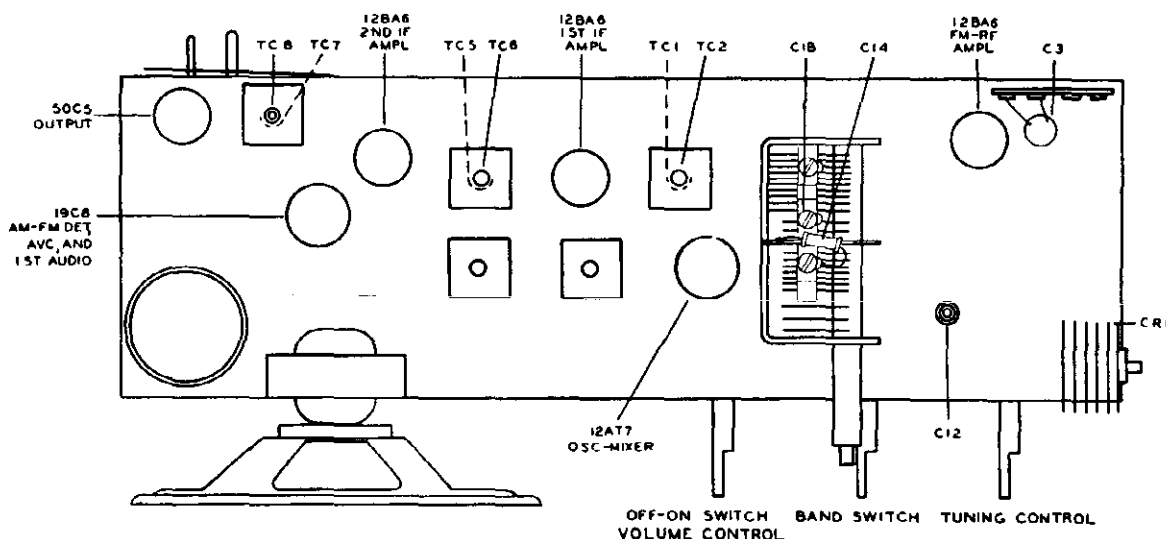 TC8
TC7
12BA6
2ND IF
AMPL
TC5
TC6
12BA6
1ST IF
AMPL
TC1
TC2
C1B
C14
12BA6
FM-RF
AMPL
C3
50C5
OUTPUT
19C8
AM-FM DET,
AVC, AND
1ST AUDIO
CR1
12AT7
OSC-MIXER
C12
OFF-ON SWITCH
VOLUME CONTROL
BAND SWITCH
TUNING CONTROL